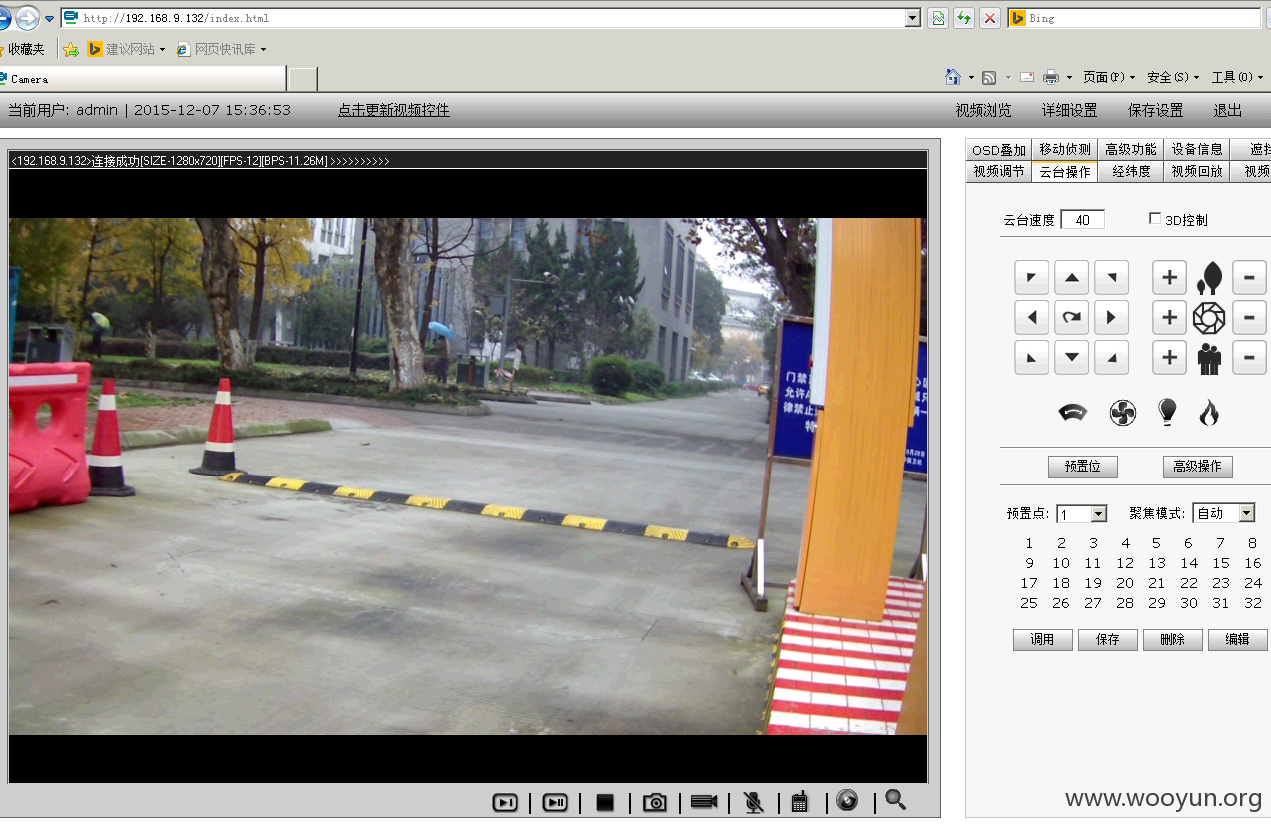 http://192.168.9.132/index.html
Bing
收藏夹
建议网站
网页快讯库
Camera
页面(P)
安全(S)
工具(O)
当前用户: admin | 2015-12-07 15:36:53
点击更新视频控件
视频浏览
详细设置
保存设置
退出
<192.168.9.132>连接成功[SIZE-1280x720][FPS-12][BPS-11.26M] >>>>>>>>>>
OSD叠加 移动侦测 高级功能 设备信息
视频调节 云台操作 经纬度 视频回放 视频
云台速度 40
3D控制
门禁
允许
律禁止
特
预置位
高级操作
预置点: 1
聚焦模式: 自动
1 2 3 4 5 6 7 8
9 10 11 12 13 14 15 16
17 18 19 20 21 22 23 24
25 26 27 28 29 30 31 32
调用 保存 删除 编辑
www.wooyun.org